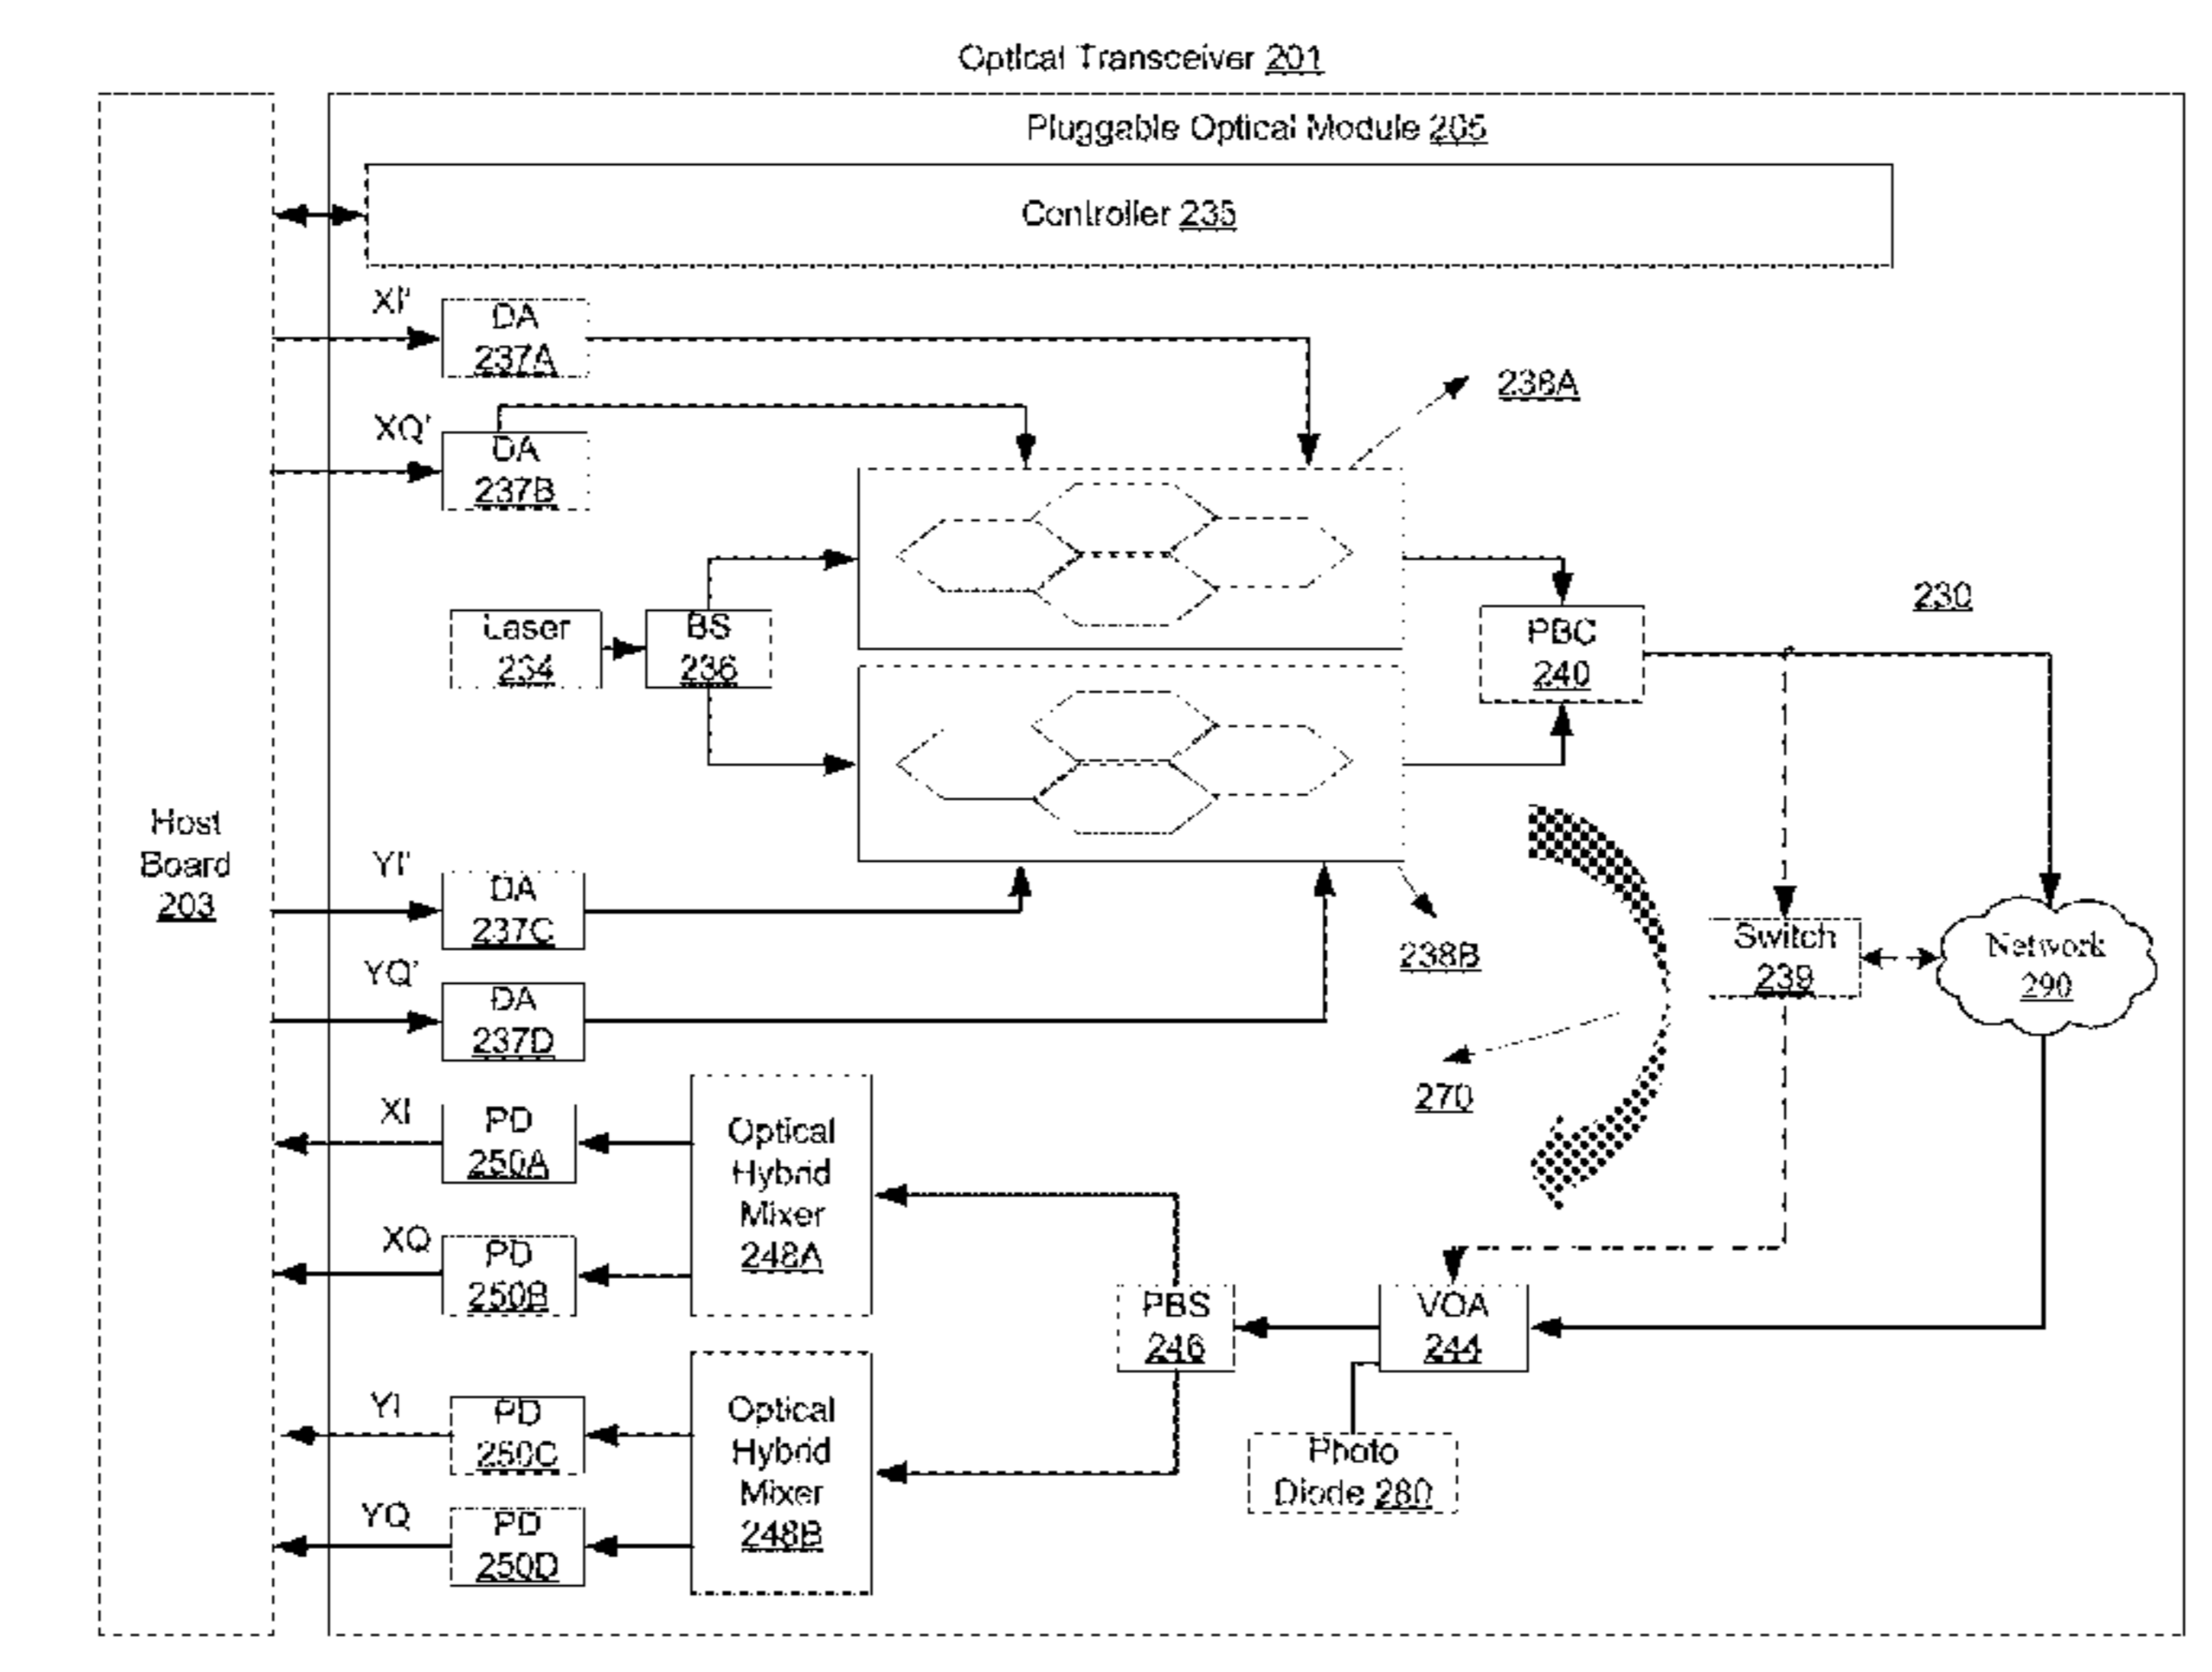 Optical Transceiver 201
Pluggable Optical Module 205
Controller 235
XI'
DA
237A
238A
XQ'
DA
237B
Laser
234
BS
236
PBC
240
230
Host
Board
203
YI'
DA
237C
238B
Switch
239
Network
290
YQ'
DA
237D
270
XI
PD
250A
Optical
Hybrid
Mixer
248A
XQ
PD
250B
PBS
246
VOA
244
YI
PD
250C
Optical
Hybrid
Mixer
248B
Photo
Diode 280
YQ
PD
250D